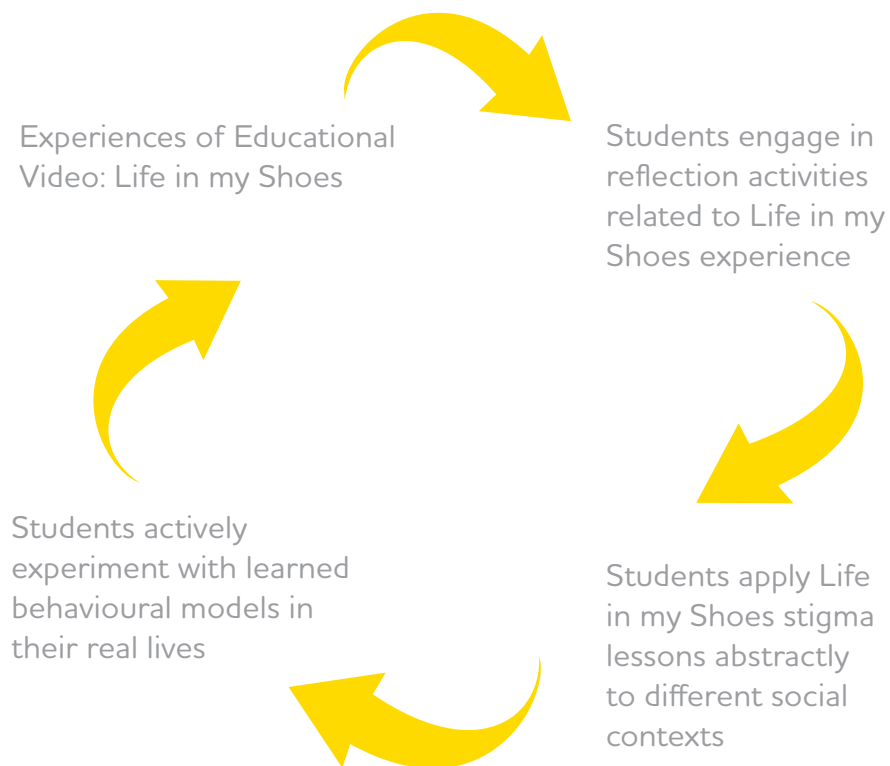 Experiences of Educational
Video: Life in my Shoes
Students engage in
reflection activities
related to Life in my
Shoes experience
Students apply Life
in my Shoes stigma
lessons abstractly
to different social
contexts
Students actively
experiment with learned
behavioural models in
their real lives